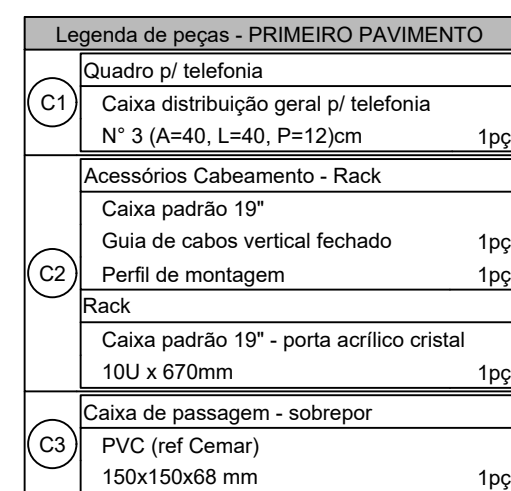 Legenda de peças - PRIMEIRO PAVIMENTO
C1
Quadro p/ telefonia
Caixa distribuição geral p/ telefonia
N° 3 (A=40, L=40, P=12)cm 1pç
C2
Acessórios Cabeamento - Rack
Caixa padrão 19"
Guia de cabos vertical fechado 1pç
Perfil de montagem 1pç
Rack
Caixa padrão 19" - porta acrílico cristal
10U x 670mm 1pç
C3
Caixa de passagem - sobrepor
PVC (ref Cemar)
150x150x68 mm 1pç